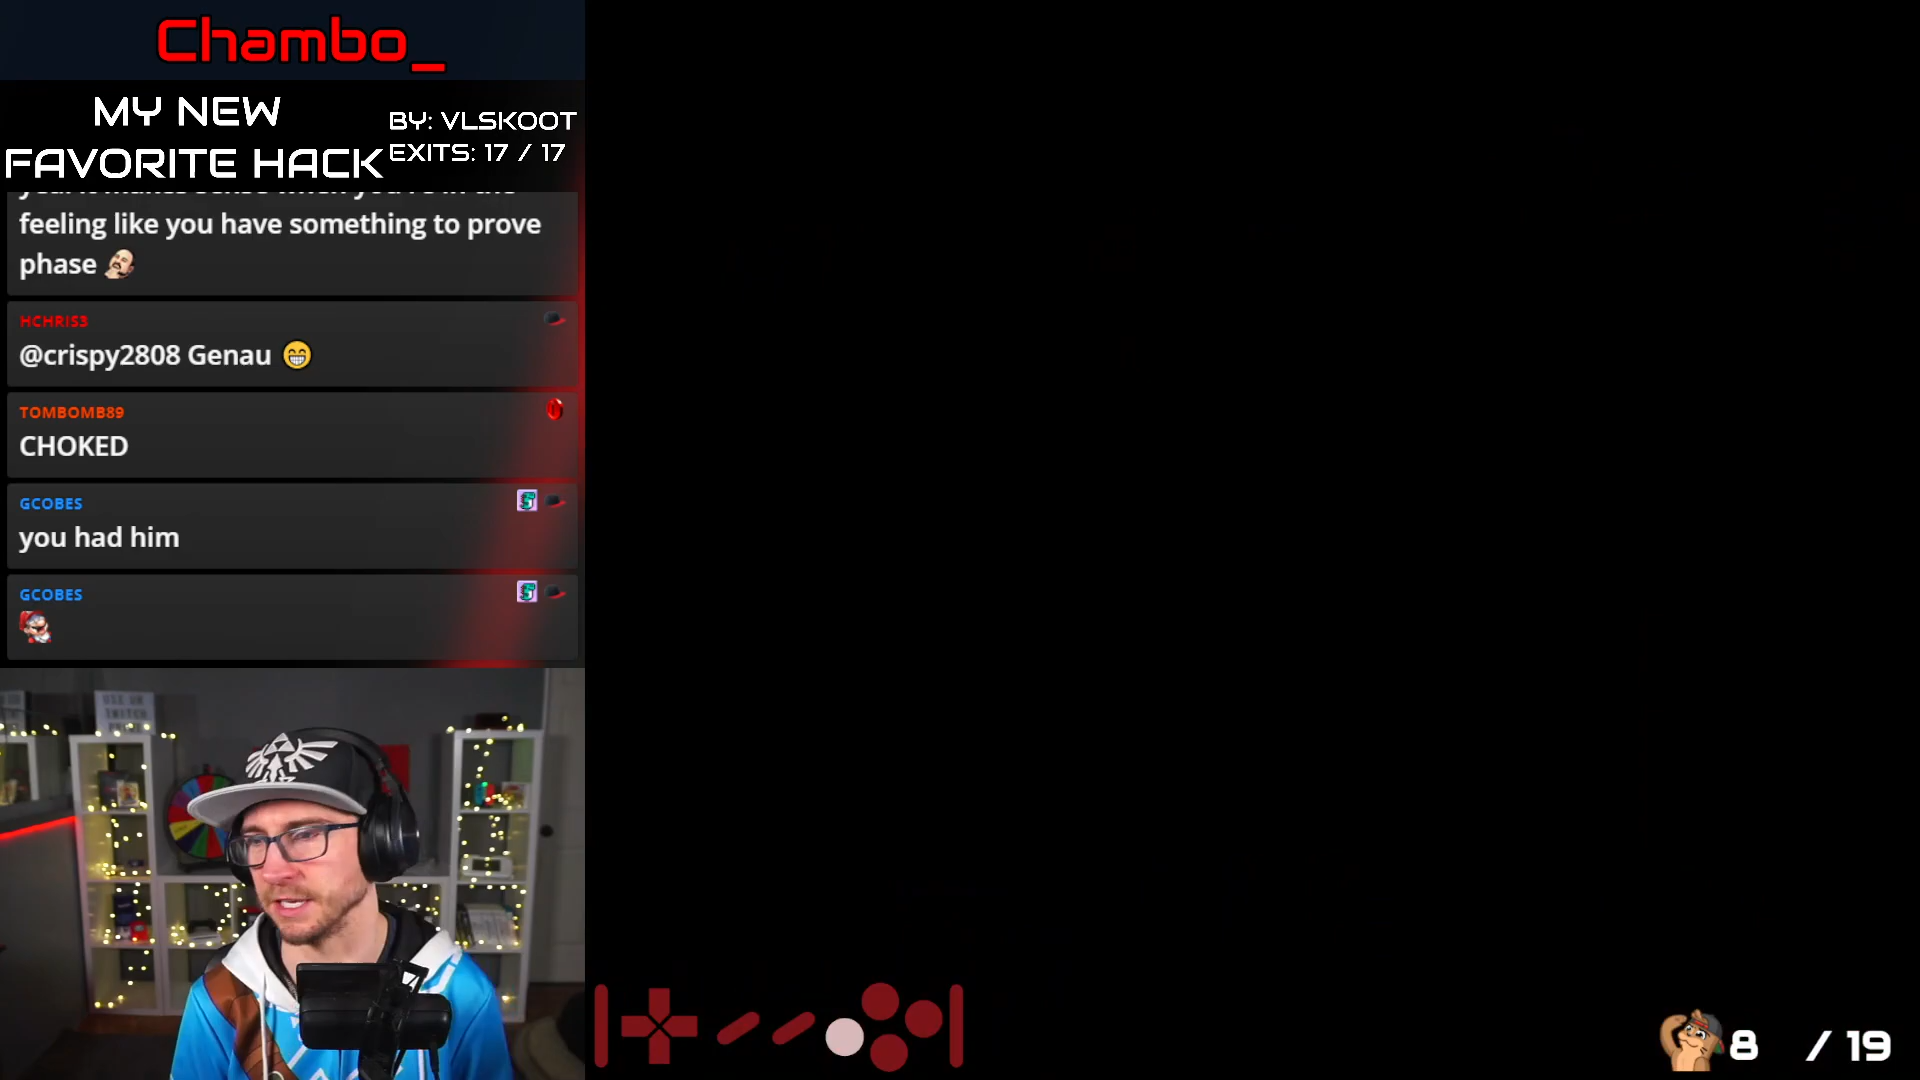 Chambo_
MY NEW
FAVORITE HACK
BY: VLSKOOT
EXITS: 17 / 17
feeling like you have something to prove
phase
HCHRIS3
@crispy2808 Genau
TOMBOMB89
CHOKED
GCOBES
you had him
GCOBES
8 / 19